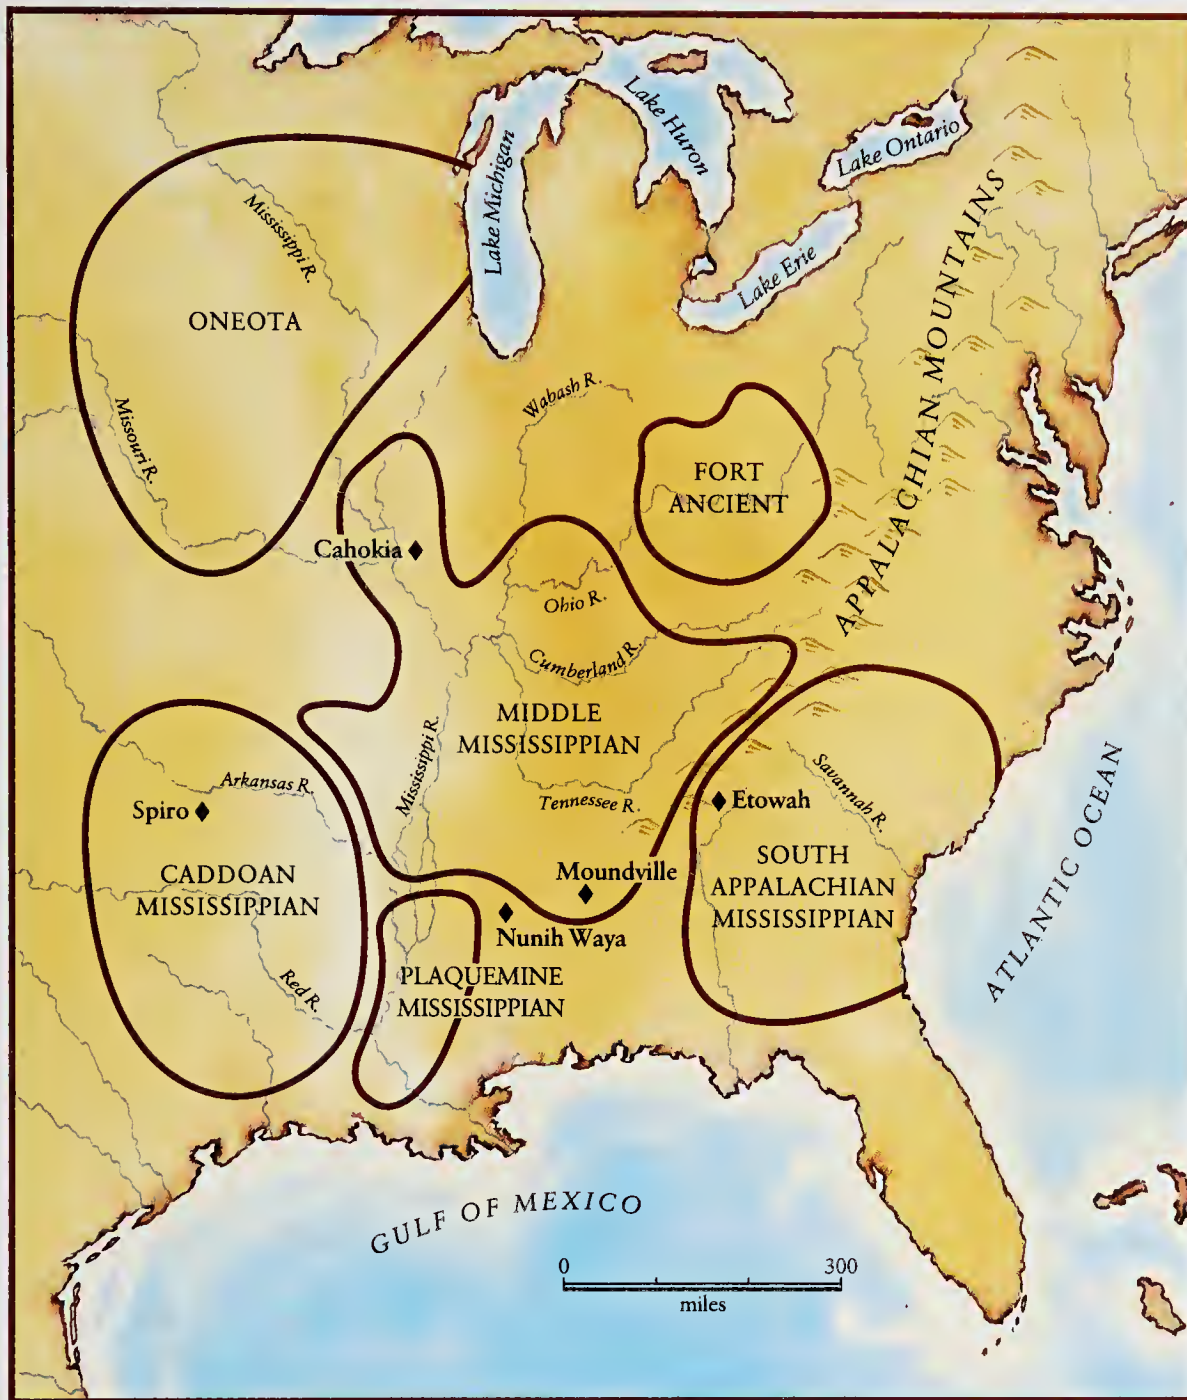 Lake Huron
Lake Ontario
Lake Michigan
Mississippi R.
Lake Erie
APPALACHIAN MOUNTAINS
ONEOTA
Wabash R.
Missouri R.
FORT
ANCIENT
Cahokia
Ohio R.
Cumberland R.
MIDDLE
MISSISSIPPIAN
Mississippi R.
Arkansas R.
Savannah R.
Spiro
Tennessee R.
Etowah
ATLANTIC OCEAN
CADDOAN
MISSISSIPPIAN
Moundville
SOUTH
APPALACHIAN
MISSISSIPPIAN
Nunih Waya
Red R.
PLAQUEMINE
MISSISSIPPIAN
GULF OF MEXICO
0 300
miles